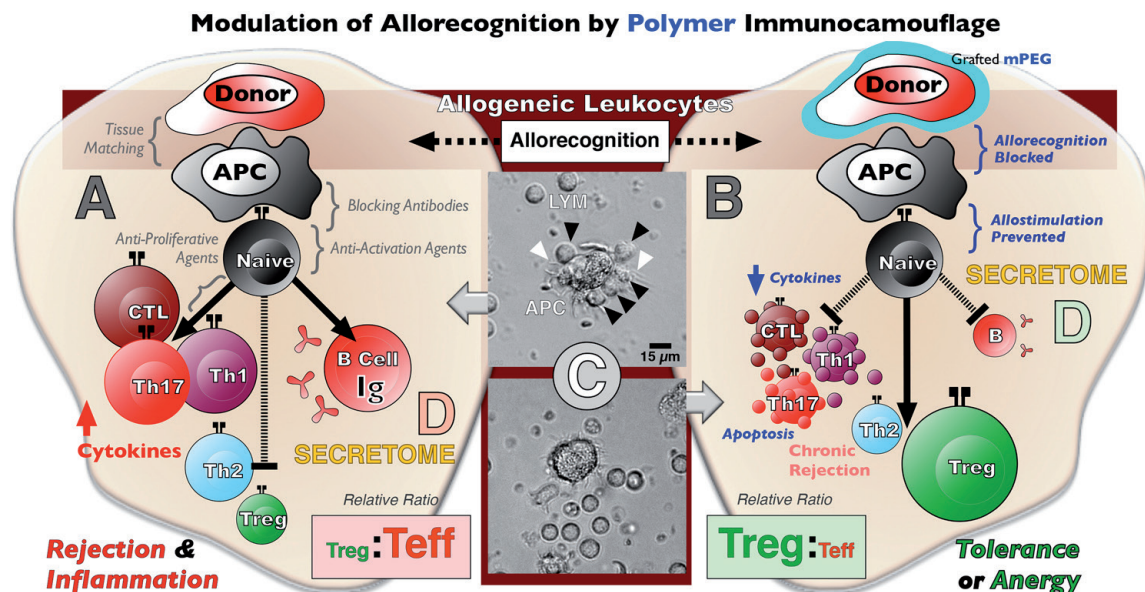 Modulation of Allorecognition by Polymer Immunocamouflage
Donor
Tissue
Matching
APC
A
Blocking Antibodies
Anti-Proliferative
Agents
Anti-Activation Agents
Naive
CTL
Th17
Th1
B Cell
Ig
D
SECRETOME
Cytokines
Th2
Treg
Relative Ratio
Treg:Teff
Rejection &
Inflammation
Allogeneic Leukocytes
Allorecognition
LYM
APC
15 µm
C
Grafted mPEG
Donor
Allorecognition
Blocked
APC
B
Allostimulation
Prevented
Naive
SECRETOME
D
Cytokines
CTL
Th1
B
Th17
Apoptosis
Th2
Chronic
Rejection
Treg
Relative Ratio
Treg:Teff
Tolerance
or Anergy